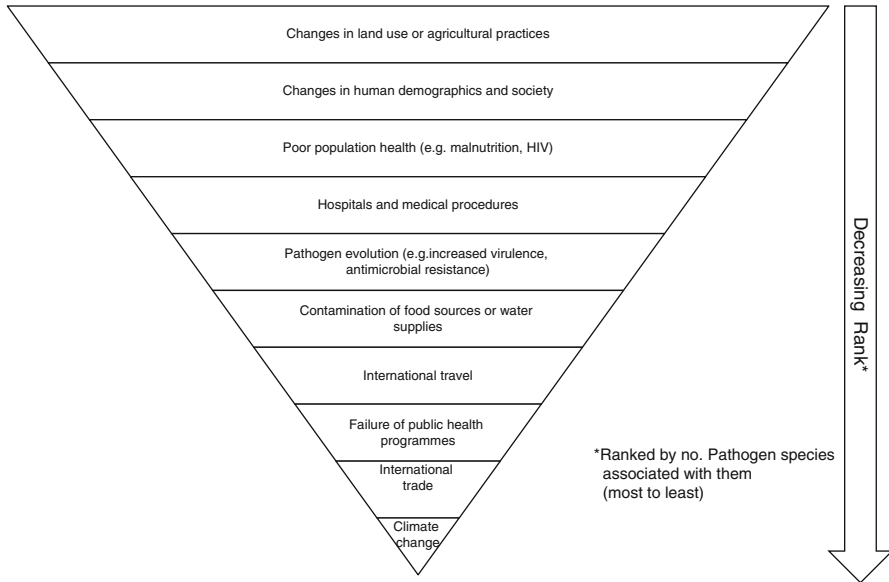 Changes in land use or agricultural practices
Changes in human demographics and society
Poor population health (e.g. malnutrition, HIV)
Hospitals and medical procedures
Pathogen evolution (e.g.increased virulence,
antimicrobial resistance)
Contamination of food sources or water
supplies
International travel
Failure of public health
programmes
International
trade
Climate
change
Decreasing Rank*
*Ranked by no. Pathogen species
associated with them
(most to least)